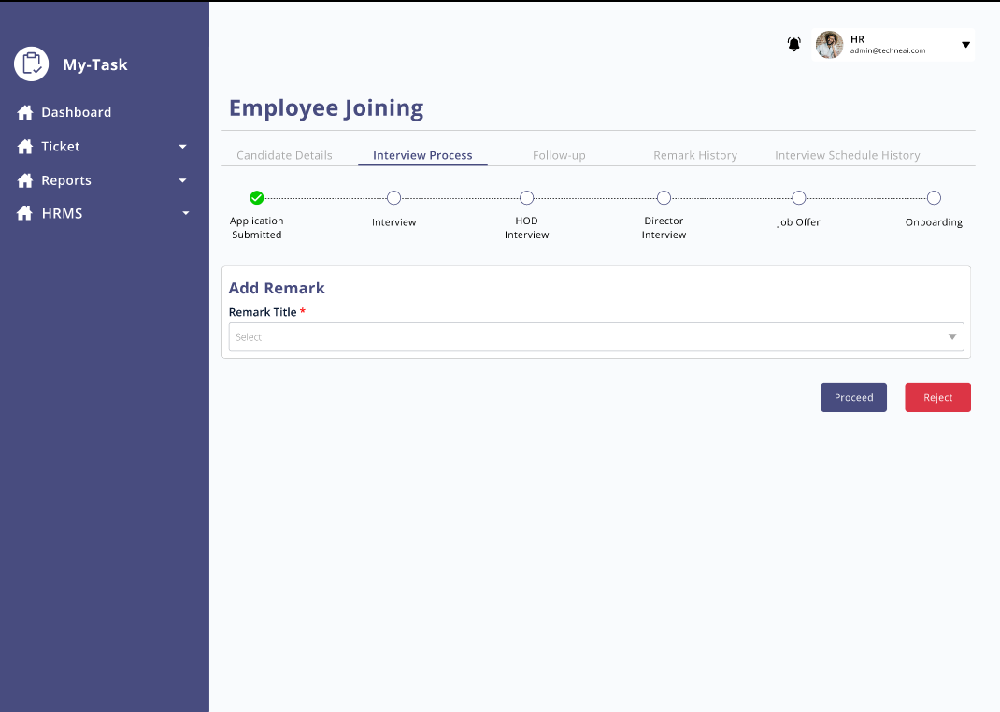 My-Task
Dashboard
Ticket
Reports
HRMS
HR
admin@techneai.com
Employee Joining
Candidate Details
Interview Process
Follow-up
Remark History
Interview Schedule History
Application
Submitted
Interview
HOD
Interview
Director
Interview
Job Offer
Onboarding
Add Remark
Remark Title *
Select
Proceed
Reject